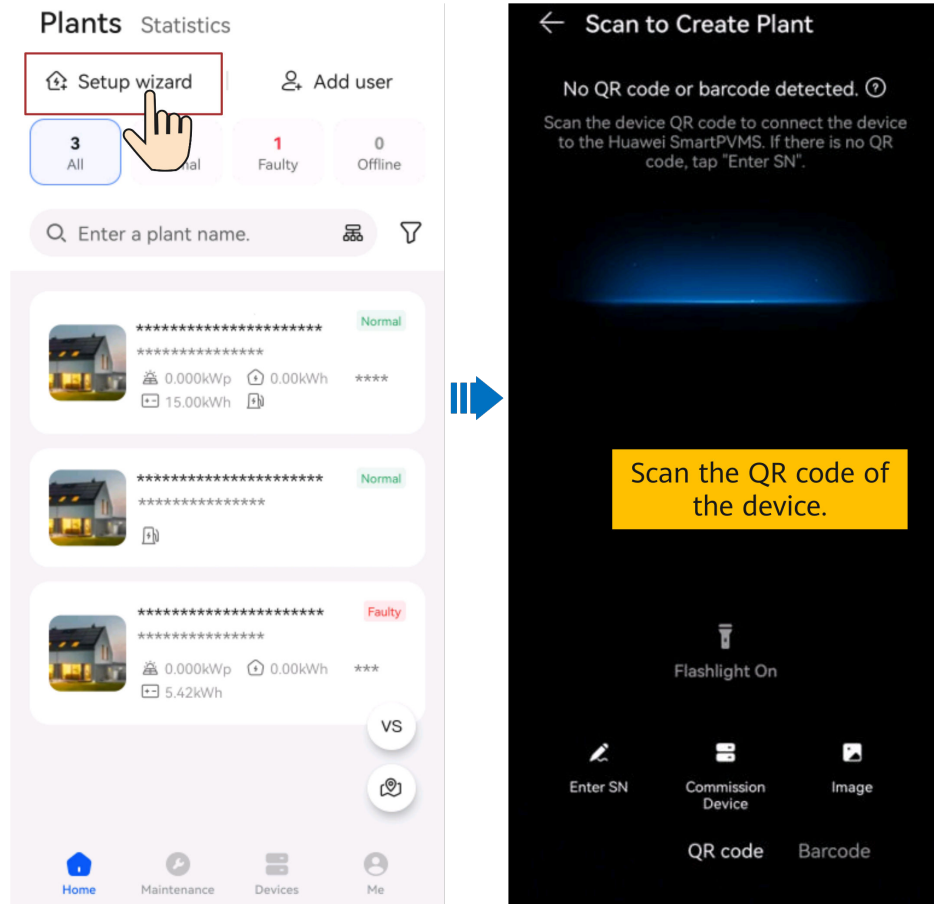 Plants Statistics
Setup wizard
Add user
3
All
1
Faulty
0
Offline
Enter a plant name.
**********************
Normal
***************
0.000kWp 0.00kWh ****
15.00kWh
**********************
Normal
***************
**********************
Faulty
***************
0.000kWp 0.00kWh ***
5.42kWh
VS
Home Maintenance Devices Me
Scan to Create Plant
No QR code or barcode detected.
Scan the device QR code to connect the device
to the Huawei SmartPVMS. If there is no QR
code, tap "Enter SN".
Scan the QR code of
the device.
Flashlight On
Enter SN
Commission
Device
Image
QR code Barcode